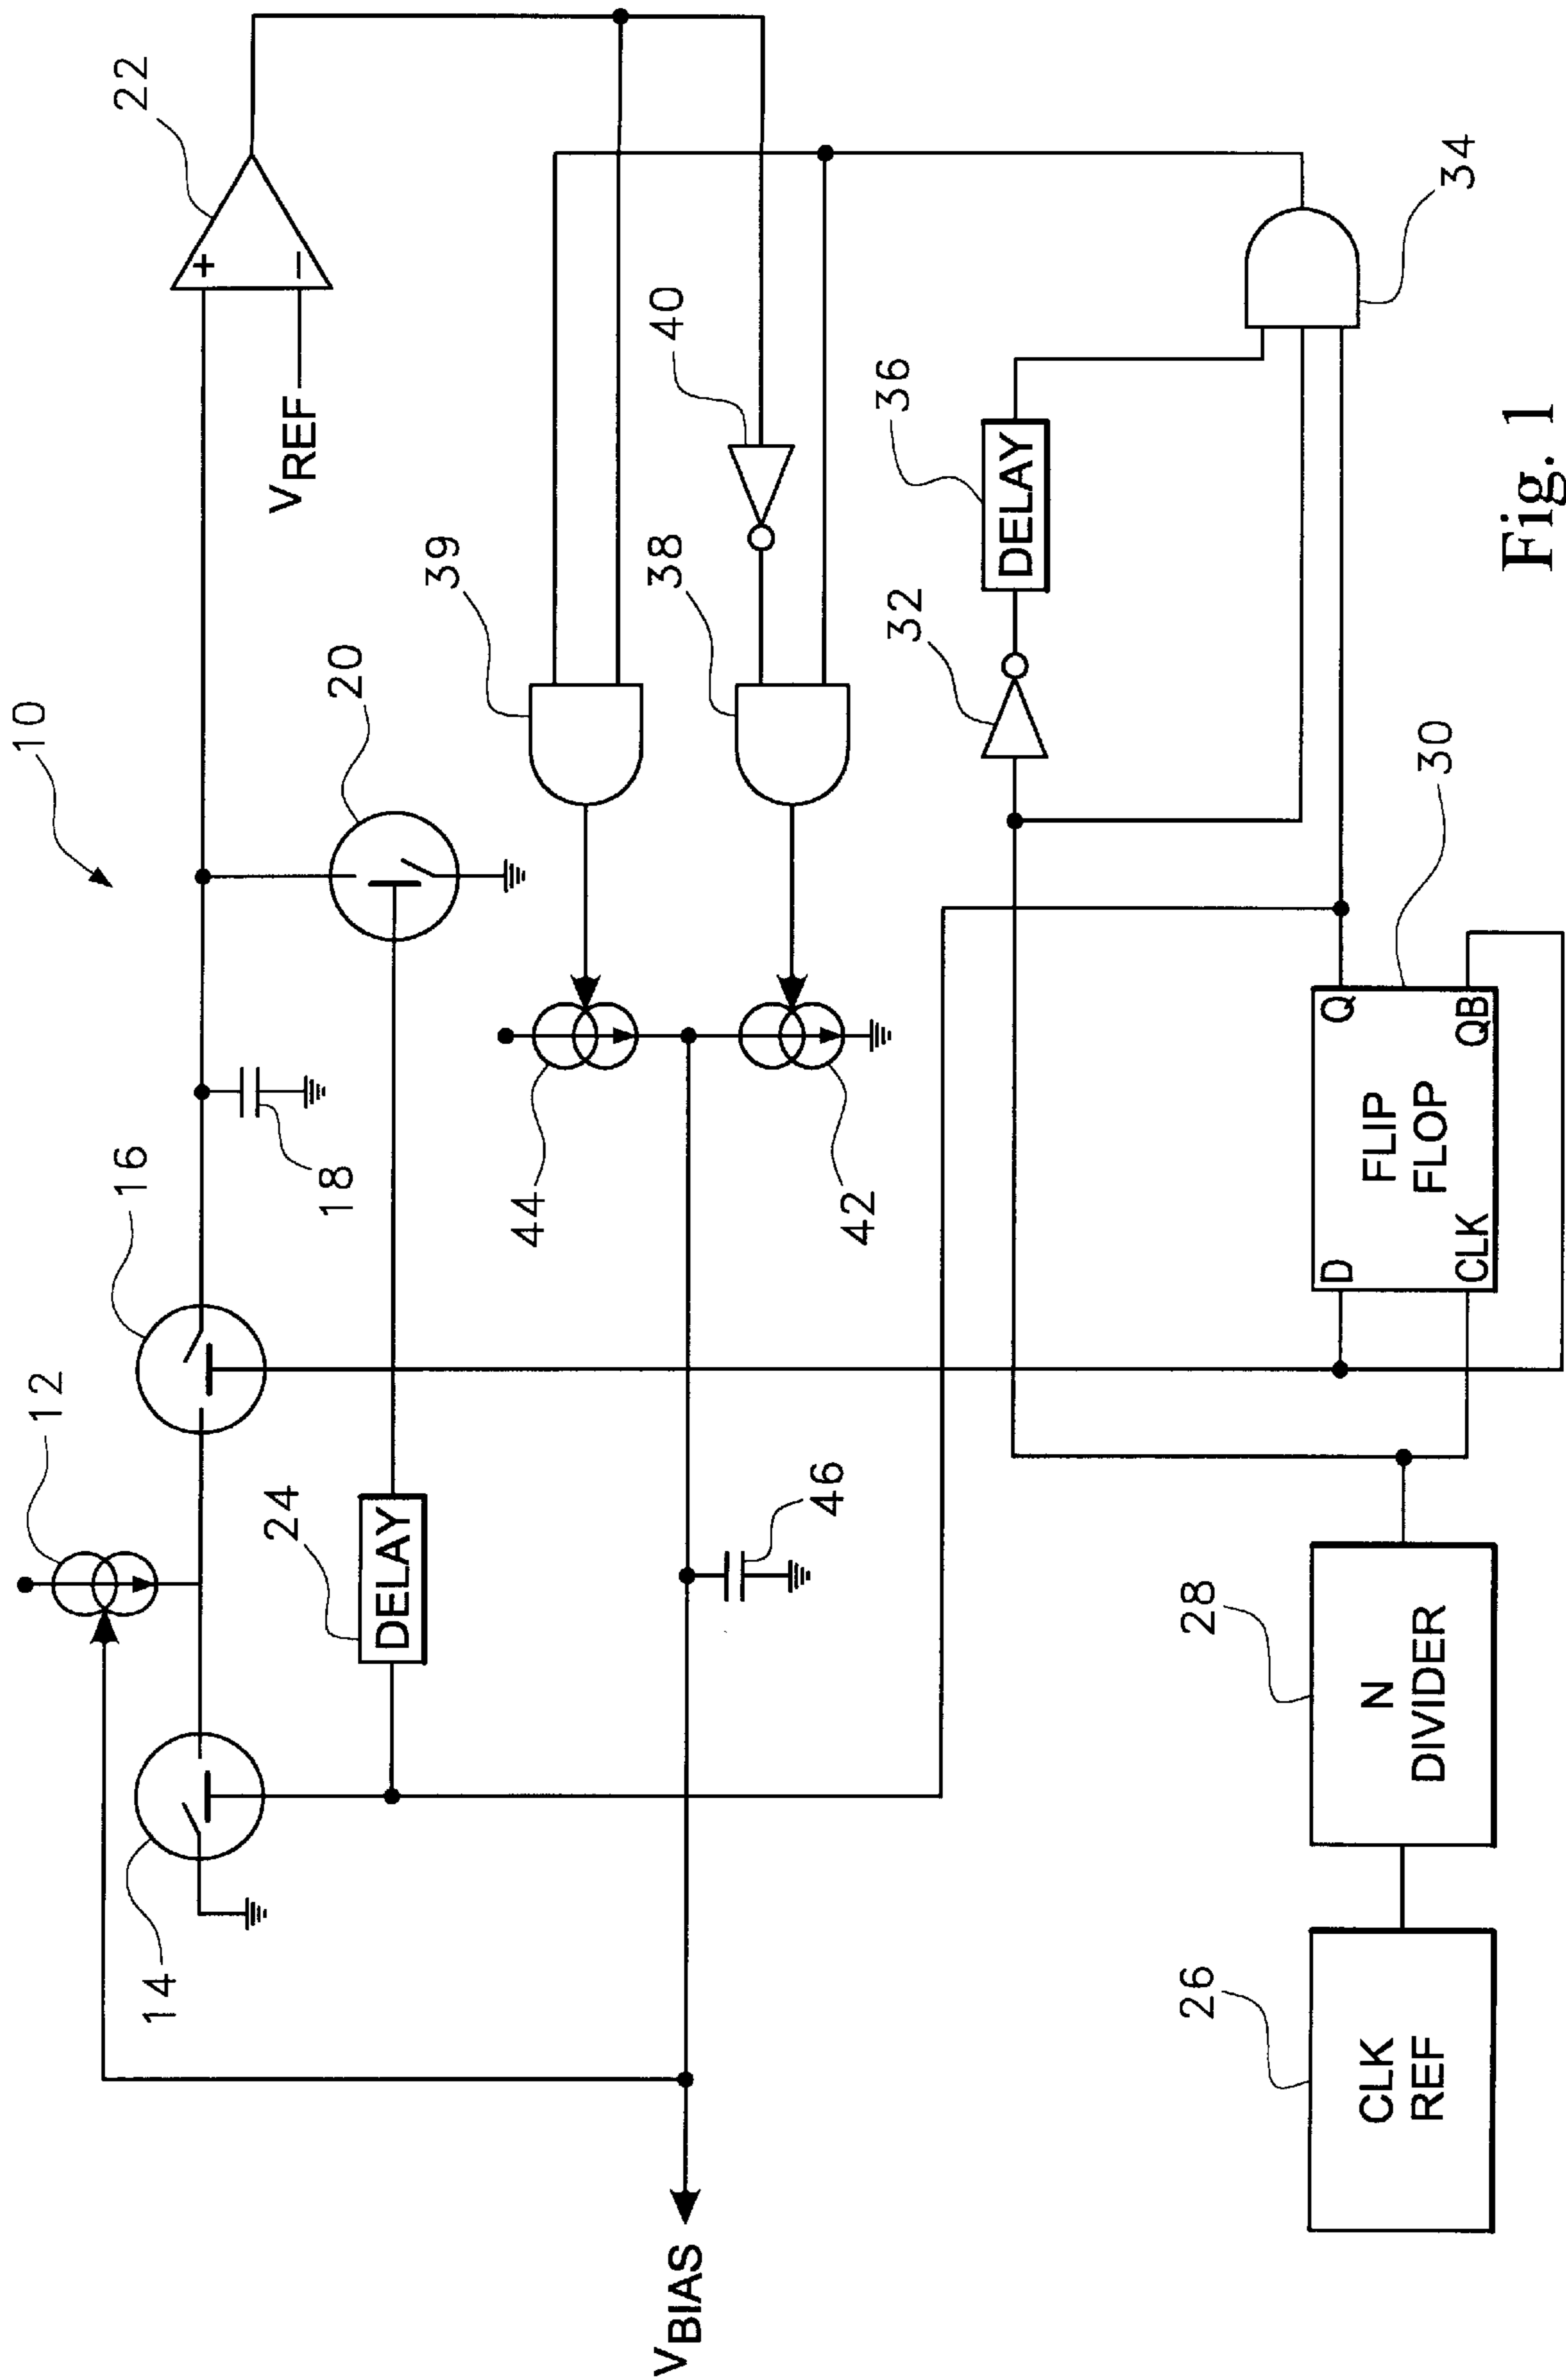 10
12
16
22
+
−
14
18
20
VREF
24
DELAY
39
44
40
38
42
46
VBIAS
36
DELAY
32
34
30
D
Q
FLIP
FLOP
CLK
QB
28
N
DIVIDER
26
CLK
REF
Fig. 1